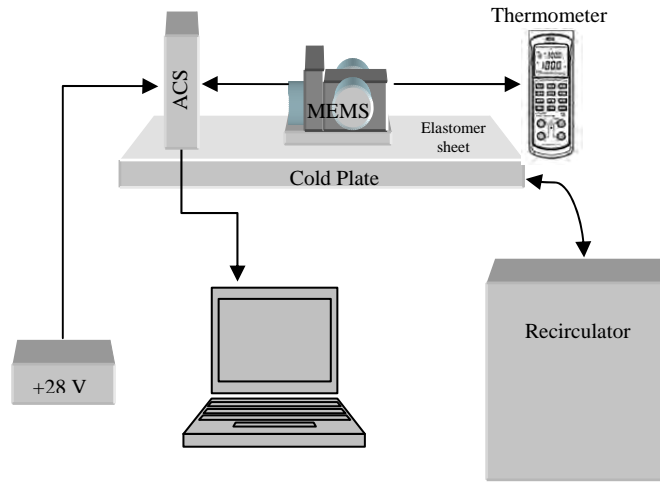 Thermometer
ACS
MEMS
Elastomer
sheet
Cold Plate
Recirculator
+28 V